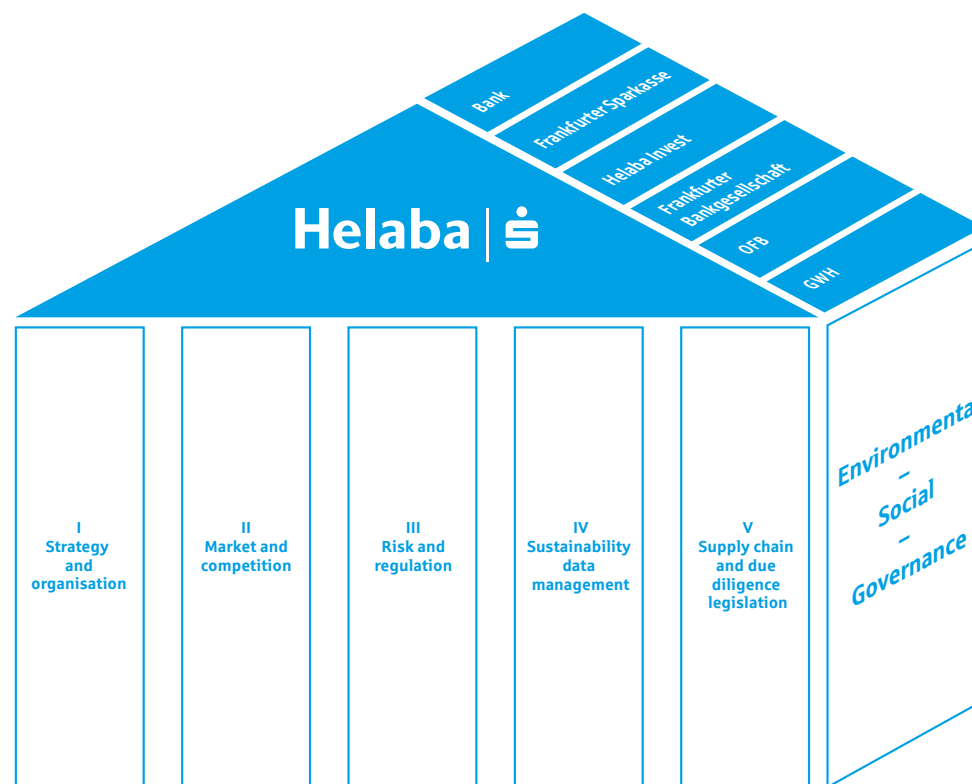 Bank
Frankfurter Sparkasse
Helaba Invest
Frankfurter
Bankgesellschaft
OFB
GWH
Helaba
I
Strategy
and
organisation
II
Market and
competition
III
Risk and
regulation
IV
Sustainability
data
management
V
Supply chain
and due
diligence
legislation
Environmenta
–
Social
–
Governance